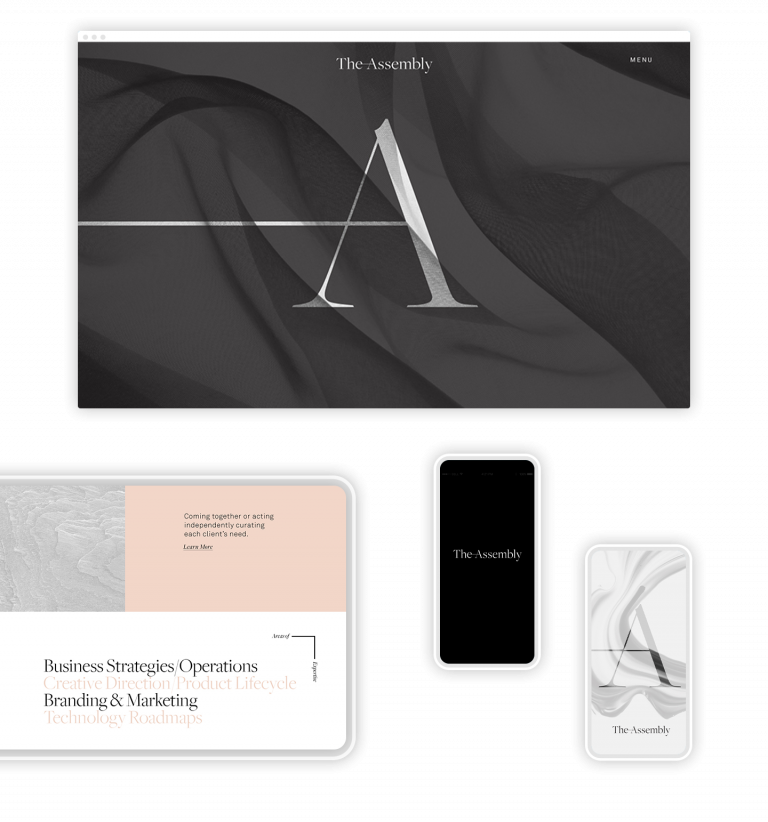 The Assembly
MENU
A
Coming together or acting
independently curating
each client's need.
Learn More
Areas of
Expertise
Business Strategies/Operations
Creative Direction/Product Lifecycle
Branding & Marketing
Technology Roadmaps
The Assembly
A
The Assembly